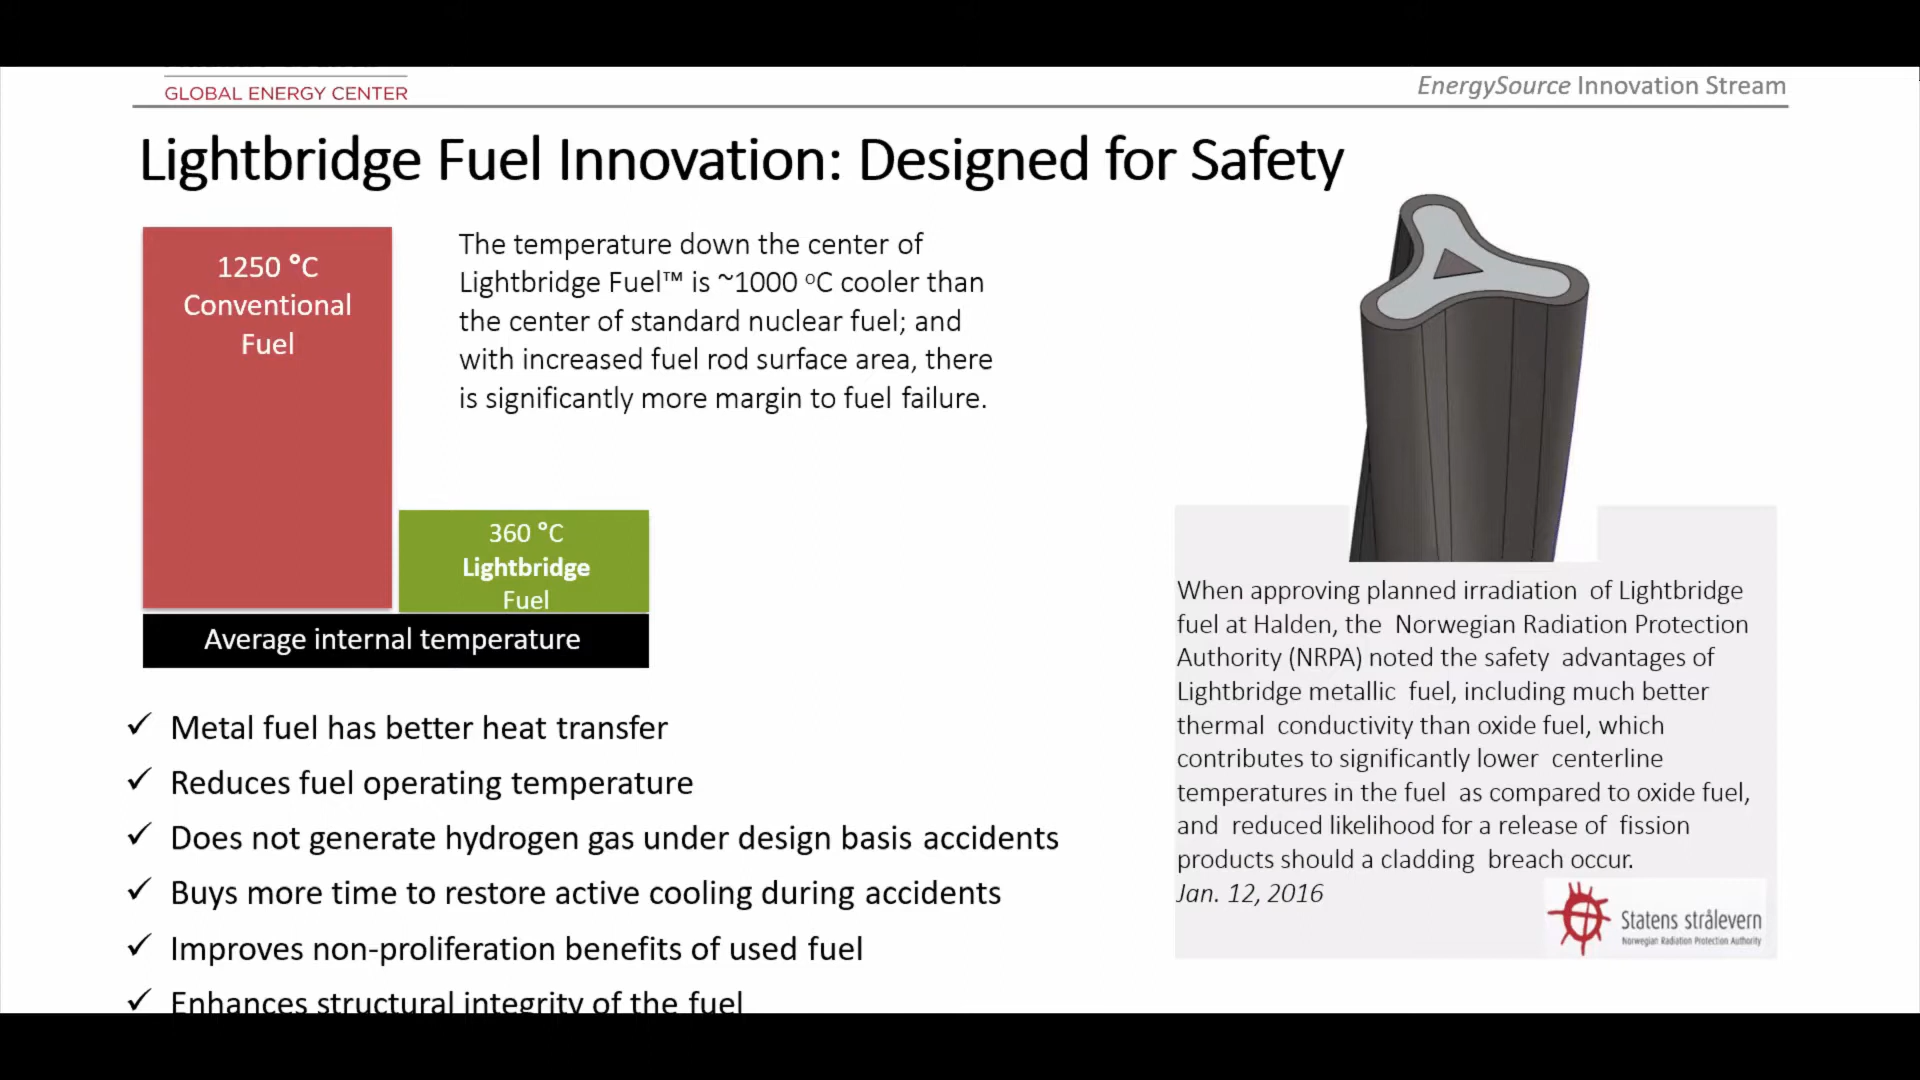 GLOBAL ENERGY CENTER
EnergySource Innovation Stream
Lightbridge Fuel Innovation: Designed for Safety
1250 °C
Conventional
Fuel
360 °C
Lightbridge
Fuel
Average internal temperature
The temperature down the center of
Lightbridge Fuel™ is ~1000 ºC cooler than
the center of standard nuclear fuel; and
with increased fuel rod surface area, there
is significantly more margin to fuel failure.
✓ Metal fuel has better heat transfer
✓ Reduces fuel operating temperature
✓ Does not generate hydrogen gas under design basis accidents
✓ Buys more time to restore active cooling during accidents
✓ Improves non-proliferation benefits of used fuel
✓ Enhances structural integrity of the fuel
When approving planned irradiation of Lightbridge
fuel at Halden, the Norwegian Radiation Protection
Authority (NRPA) noted the safety advantages of
Lightbridge metallic fuel, including much better
thermal conductivity than oxide fuel, which
contributes to significantly lower centerline
temperatures in the fuel as compared to oxide fuel,
and reduced likelihood for a release of fission
products should a cladding breach occur.
Jan. 12, 2016
Statens strålevern
Norwegian Radiation Protection Authority